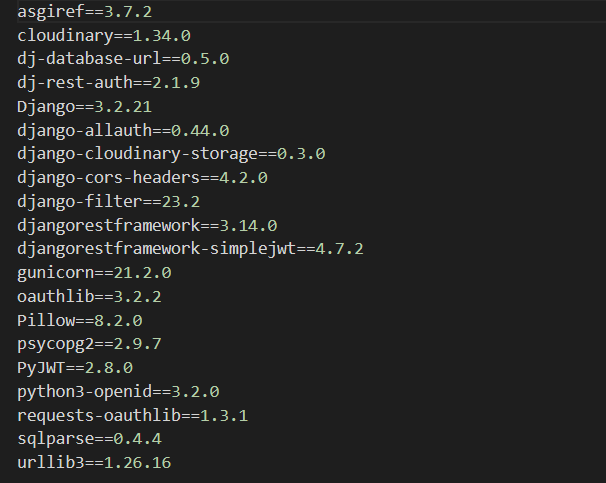 asgiref==3.7.2
cloudinary==1.34.0
dj-database-url==0.5.0
dj-rest-auth==2.1.9
Django==3.2.21
django-allauth==0.44.0
django-cloudinary-storage==0.3.0
django-cors-headers==4.2.0
django-filter==23.2
djangorestframework==3.14.0
djangorestframework-simplejwt==4.7.2
gunicorn==21.2.0
oauthlib==3.2.2
Pillow==8.2.0
psycopg2==2.9.7
PyJWT==2.8.0
python3-openid==3.2.0
requests-oauthlib==1.3.1
sqlparse==0.4.4
urllib3==1.26.16